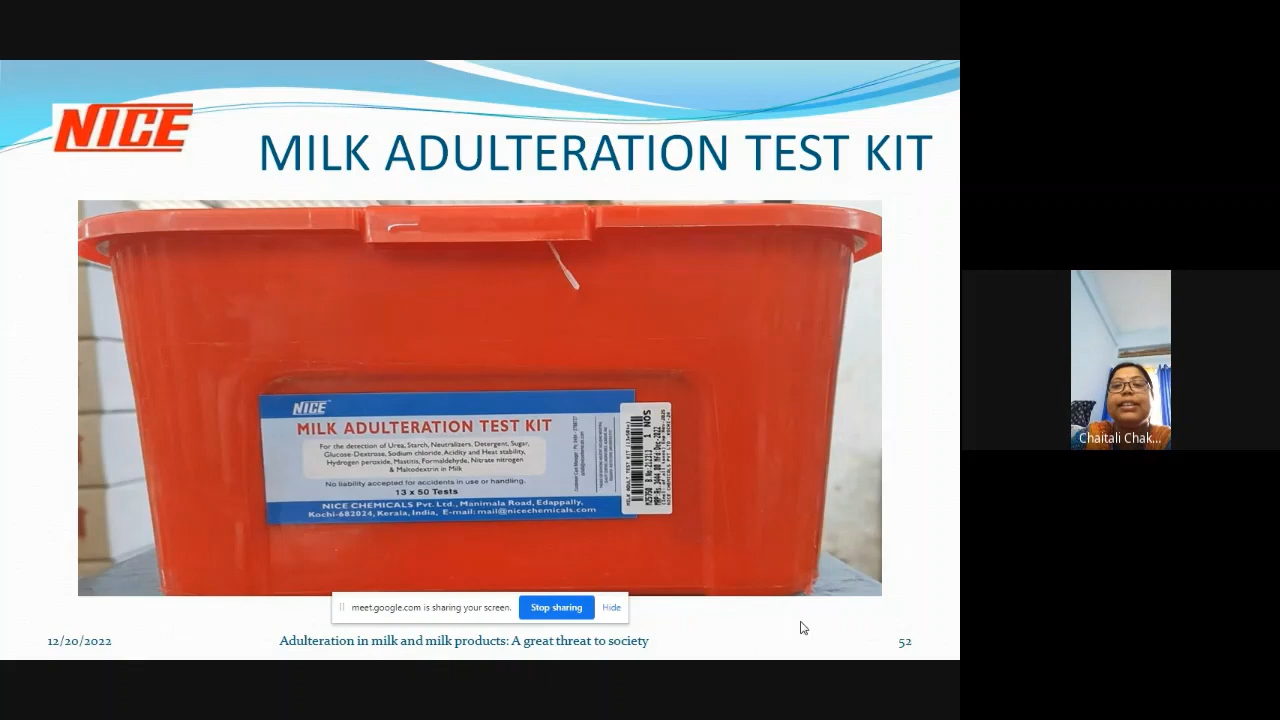 NICE
MILK ADULTERATION TEST KIT
NICE
MILK ADULTERATION TEST KIT
For the detection of Urea, Starch, Neutralizers, Detergent, Sugar,
Glucose-Dextrose, Sodium chloride, Acidity and Heat stability,
Hydrogen peroxide, Mastitis, Formaldehyde, Nitrate nitrogen
& Maltodextrin in Milk
No liability accepted for accidents in use or handling.
13 x 50 Tests
NICE CHEMICALS Pvt. Ltd., Manimala Road, Edappally,
Kochi-682024, Kerala, India, E-mail: mail@nicechemicals.com
1 NOS
meet.google.com is sharing your screen.
Stop sharing
Hide
12/20/2022
Adulteration in milk and milk products: A great threat to society
52
Chaitali Chak...